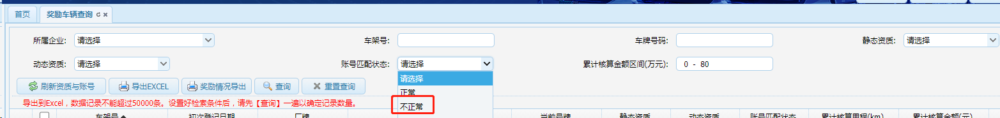 首页 奖励车辆查询
所属企业: 请选择 车架号: 车牌号码: 静态资质: 请选择
动态资质: 请选择 账号匹配状态: 请选择 累计核算金额区间(万元): 0 - 80
请选择
刷新资质与账号 导出EXCEL 奖励情况导出 查询 重置查询
正常
导出到Excel，数据记录不能超过50000条。设置好检索条件后，请先【查询】一遍以确定记录数量。
不正常
车架号 初次登记日期 厂牌 当前号牌 静态资质 动态资质 账号匹配状态 累计核算里程(km) 累计核算金额(元)